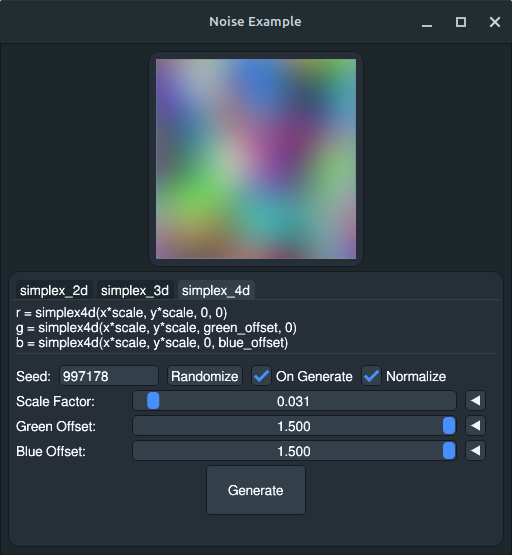 Noise Example
simplex_2d simplex_3d simplex_4d
r = simplex4d(x*scale, y*scale, 0, 0)
g = simplex4d(x*scale, y*scale, green_offset, 0)
b = simplex4d(x*scale, y*scale, 0, blue_offset)
Seed: 997178 Randomize On Generate Normalize
Scale Factor: 0.031
Green Offset: 1.500
Blue Offset: 1.500
Generate